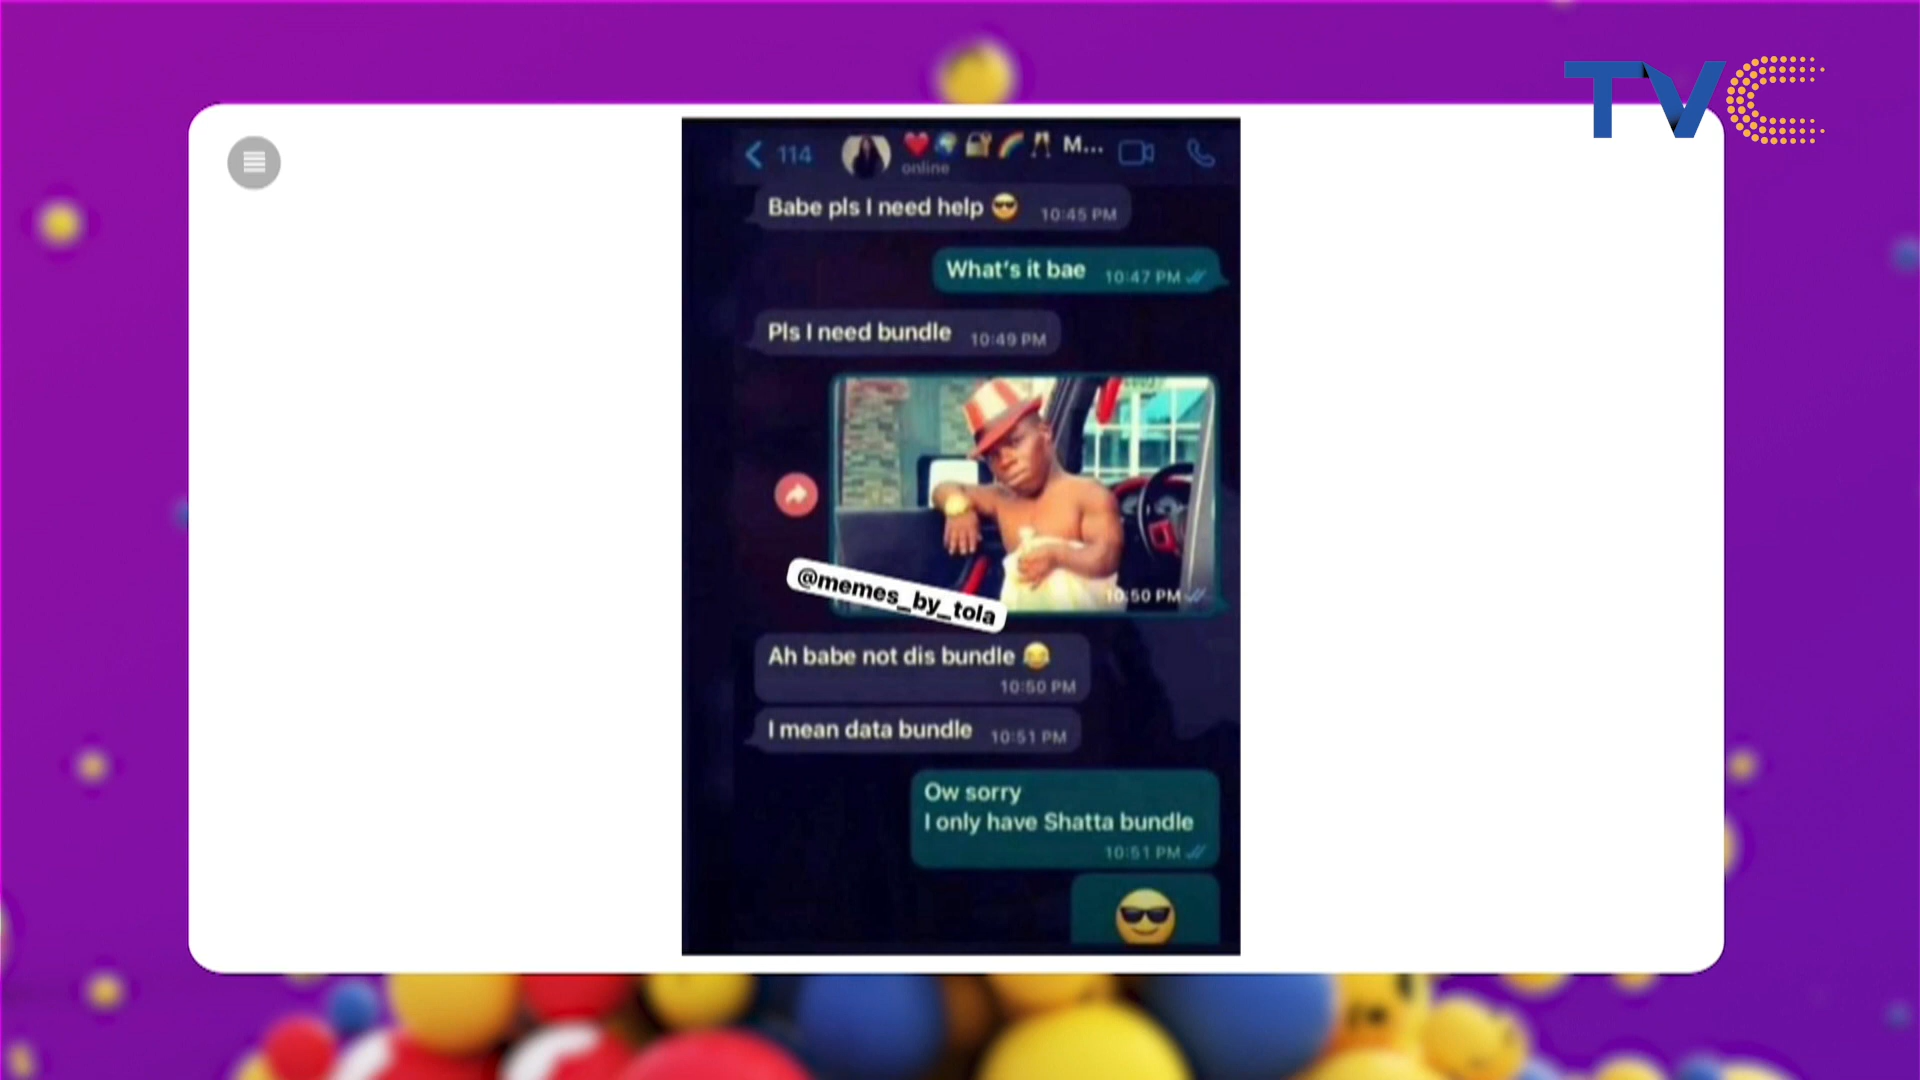 TVC
114
M...
online
Babe pls I need help 😎 10:45 PM
What's it bae 10:47 PM
Pls I need bundle 10:49 PM
10:50 PM
@memes_by_tola
Ah babe not dis bundle 😂
10:50 PM
I mean data bundle 10:51 PM
Ow sorry
I only have Shatta bundle
10:51 PM